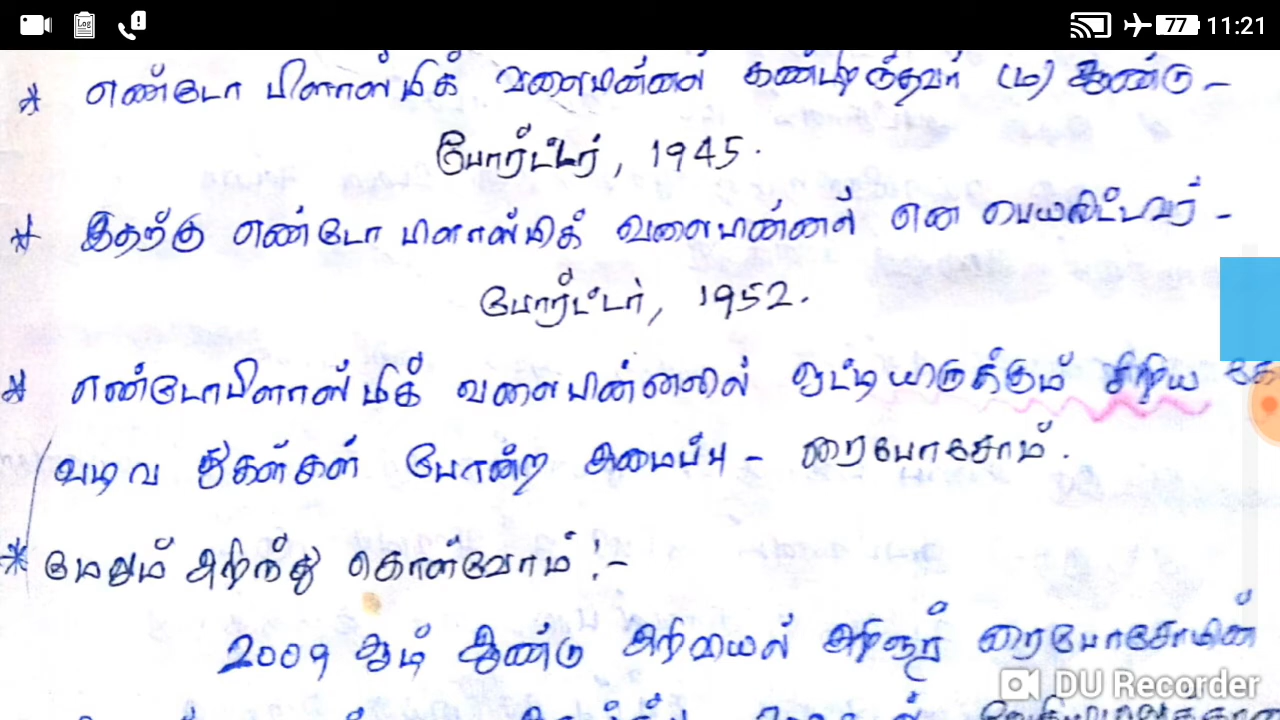 77 11:21
* எண்டோ பிளாஸ்மிக் வலைபின்னல் கண்டறிந்தவர் (ம) ஆண்டு -
போர்ட்டர், 1945.
* இதற்கு எண்டோ பிளாஸ்மிக் வலைபின்னல் என பெயரிட்டவர் -
போர்ட்டர், 1952.
* எண்டோபிளாஸ்மிக் வலைபின்னலில் ஒட்டியிருக்கும் சிறிய
வடிவ துகள்கள் போன்ற அமைப்பு - ரைபோசோம்.
* மேலும் அறிந்து கொள்வோம் ! -
2009 ஆம் ஆண்டு அறிவியல் அறிஞர் ரைபோசோமின்
DU Recorder